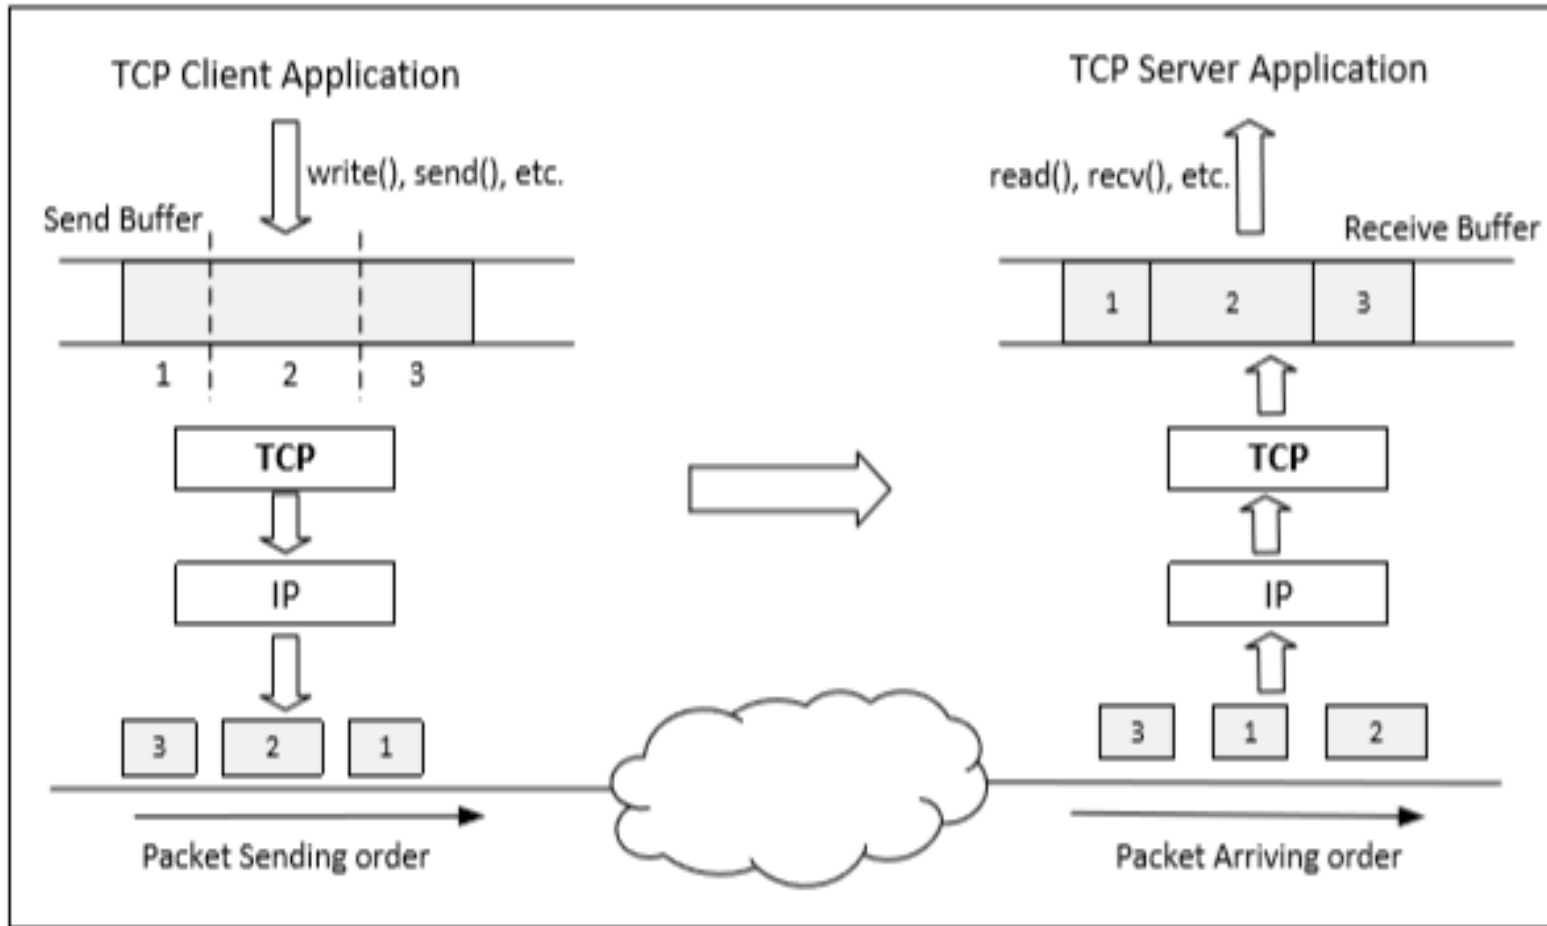 TCP Client Application
write(), send(), etc.
Send Buffer
1 2 3
TCP
IP
3 2 1
Packet Sending order
TCP Server Application
read(), recv(), etc.
Receive Buffer
1 2 3
TCP
IP
3 1 2
Packet Arriving order